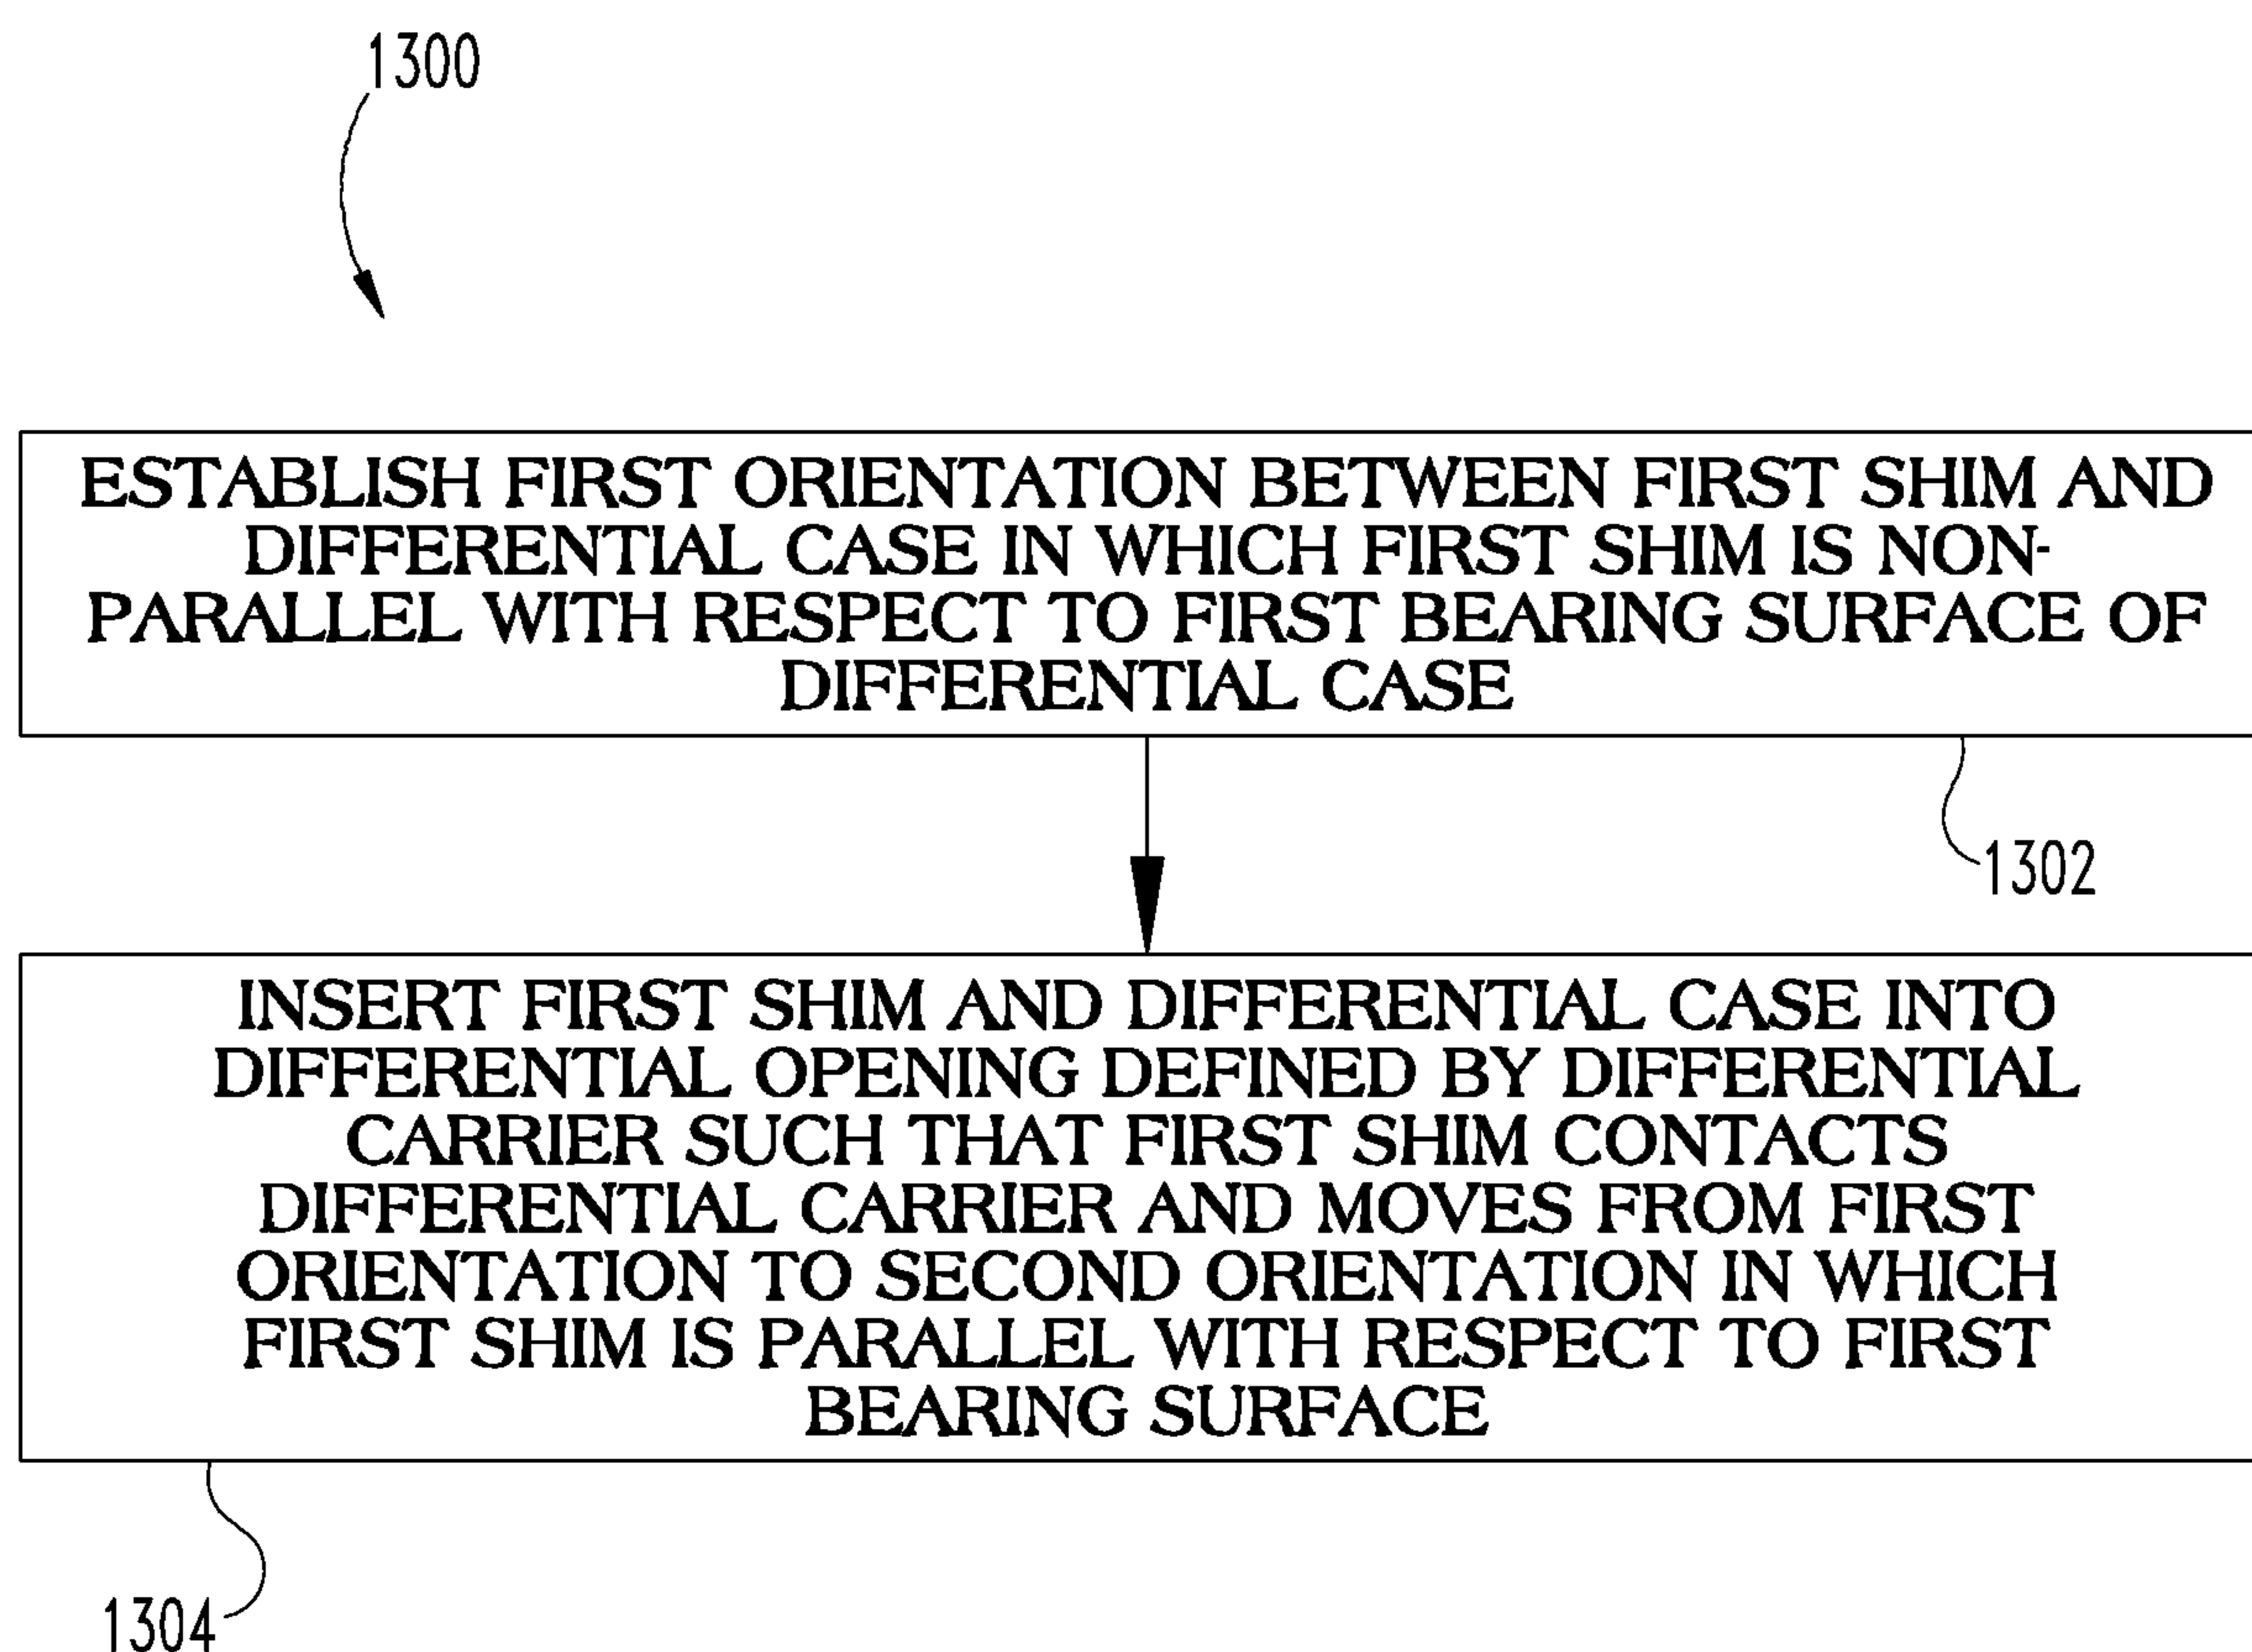 1300
ESTABLISH FIRST ORIENTATION BETWEEN FIRST SHIM AND
DIFFERENTIAL CASE IN WHICH FIRST SHIM IS NON-
PARALLEL WITH RESPECT TO FIRST BEARING SURFACE OF
DIFFERENTIAL CASE
1302
INSERT FIRST SHIM AND DIFFERENTIAL CASE INTO
DIFFERENTIAL OPENING DEFINED BY DIFFERENTIAL
CARRIER SUCH THAT FIRST SHIM CONTACTS
DIFFERENTIAL CARRIER AND MOVES FROM FIRST
ORIENTATION TO SECOND ORIENTATION IN WHICH
FIRST SHIM IS PARALLEL WITH RESPECT TO FIRST
BEARING SURFACE
1304